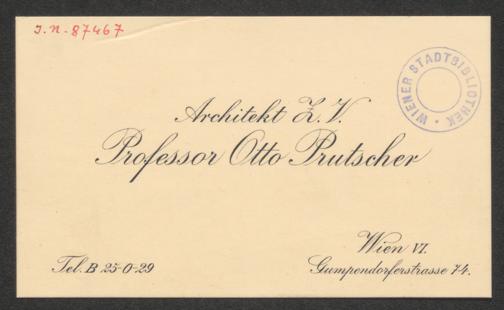 J.N.87467
WIENER STADTBIBLIOTHEK
Architekt Z.V.
Professor Otto Prutscher
Wien VI.
Tel. B 25-0-29
Gumpendorferstrasse 74.